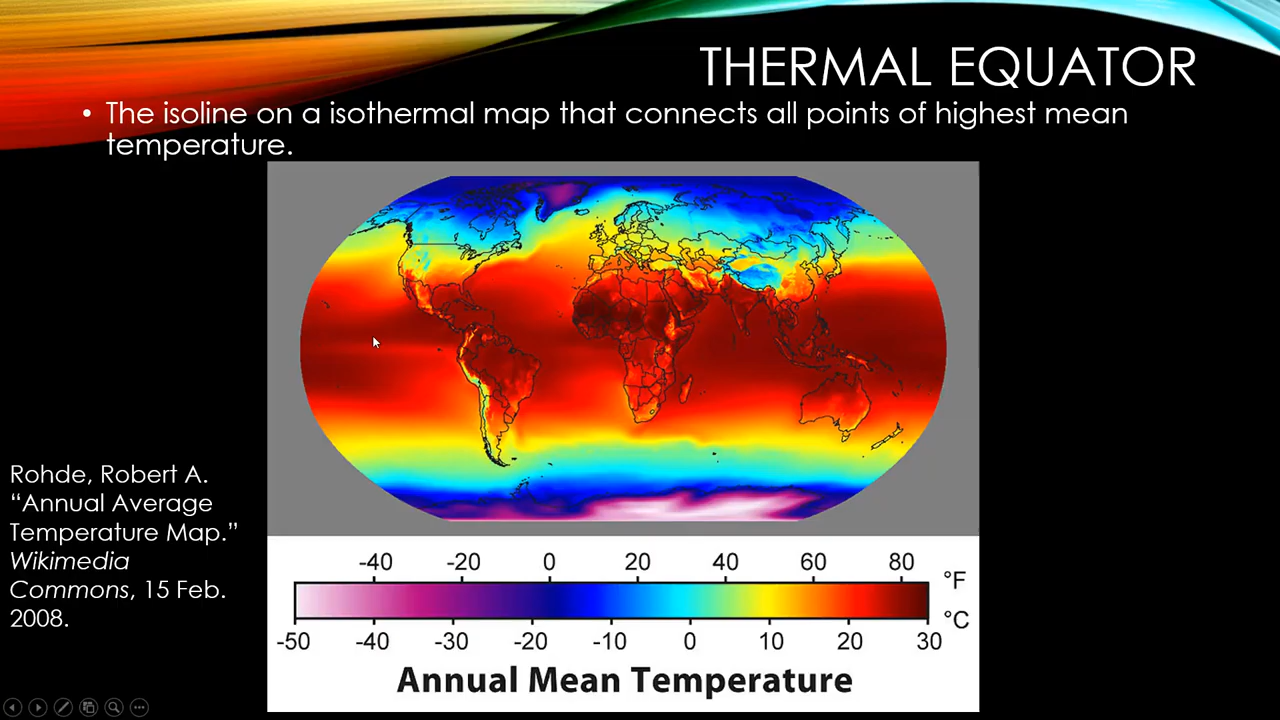 THERMAL EQUATOR
• The isoline on a isothermal map that connects all points of highest mean
temperature.
Rohde, Robert A.
“Annual Average
Temperature Map.”
Wikimedia
Commons, 15 Feb.
2008.
-40 -20 0 20 40 60 80
°F
°C
-50 -40 -30 -20 -10 0 10 20 30
Annual Mean Temperature